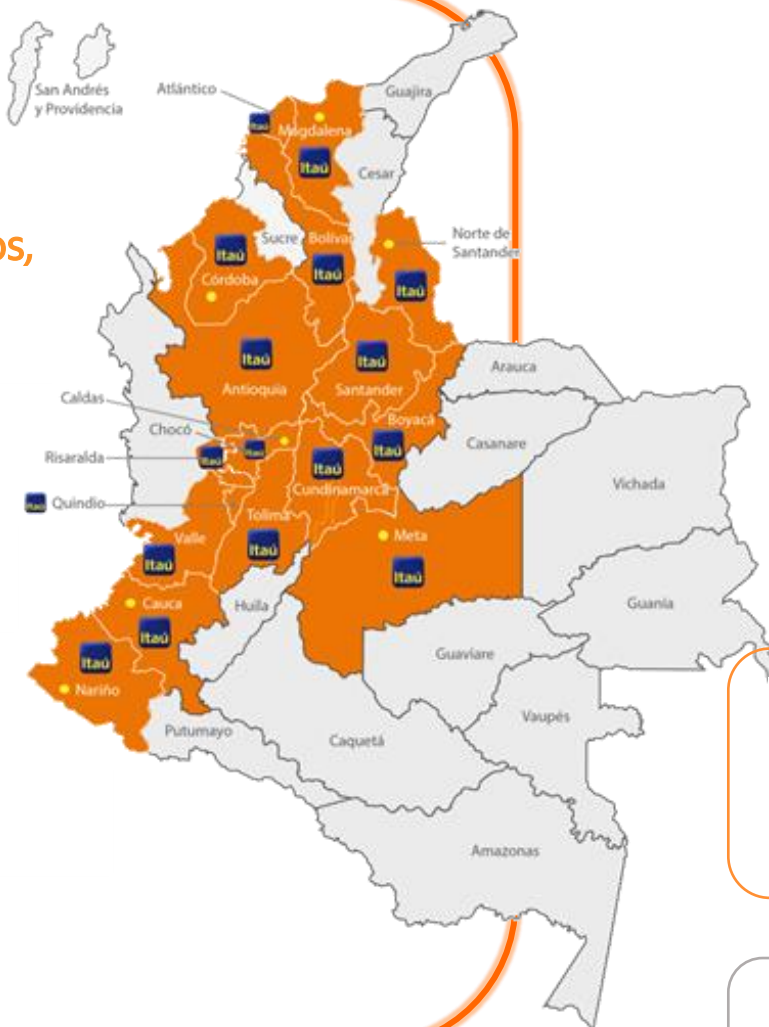 San Andrés
y Providencia
Atlántico
Guajira
Itaú
Magdalena
Itaú
Cesar
os,
Sucre
Bolívar
Norte de
Santander
Itaú
Córdoba
Itaú
Itaú
Itaú
Antioquia
Itaú
Santander
Arauca
Caldas
Chocó
Boyacá
Itaú
Casanare
Risaralda
Itaú
Itaú
Itaú
Cundinamarca
Vichada
Itaú Quindio
Tolima
Itaú
Valle
Itaú
Meta
Itaú
Cauca
Itaú
Huila
Guanía
Itaú
Nariño
Guaviare
Putumayo
Caquetá
Vaupés
Amazonas